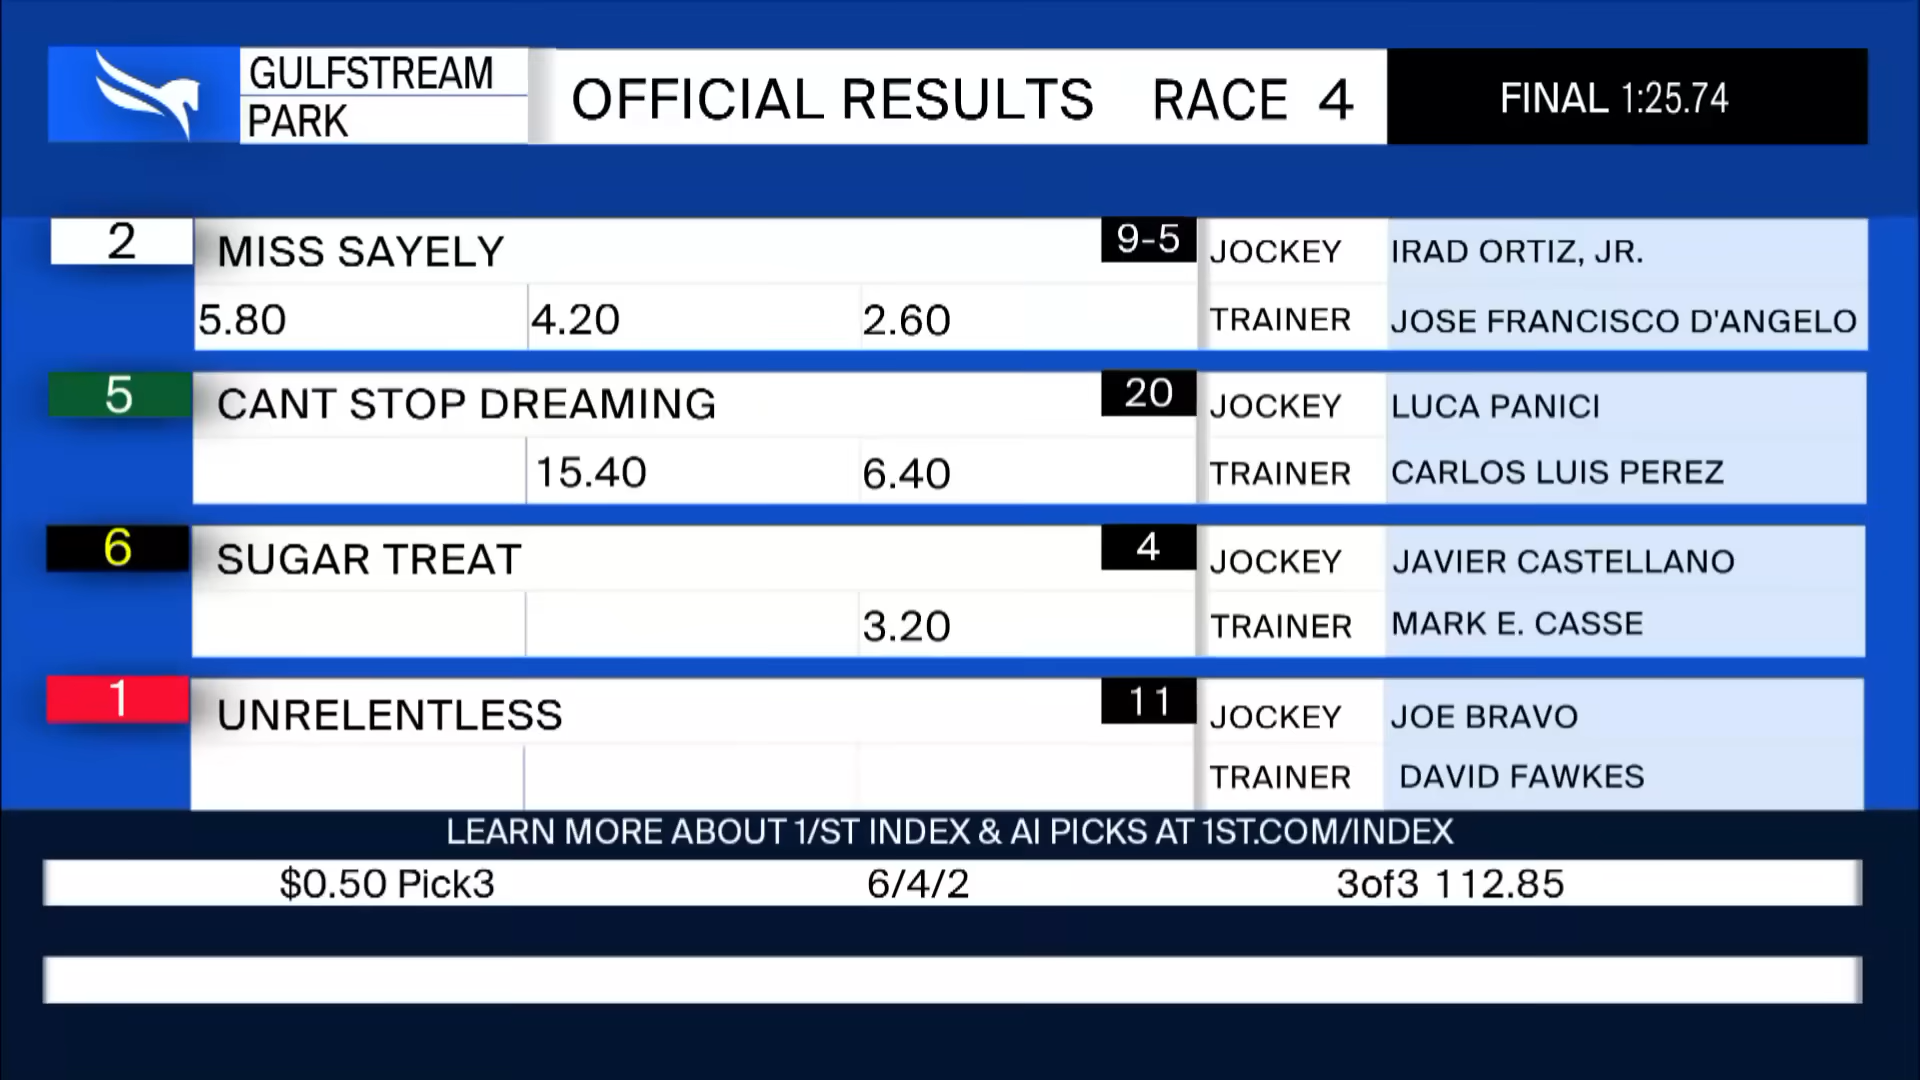 GULFSTREAM
PARK
OFFICIAL RESULTS RACE 4
FINAL 1:25.74
2 MISS SAYELY 9-5 JOCKEY IRAD ORTIZ, JR.
5.80 4.20 2.60 TRAINER JOSE FRANCISCO D'ANGELO
5 CANT STOP DREAMING 20 JOCKEY LUCA PANICI
15.40 6.40 TRAINER CARLOS LUIS PEREZ
6 SUGAR TREAT 4 JOCKEY JAVIER CASTELLANO
3.20 TRAINER MARK E. CASSE
1 UNRELENTLESS 11 JOCKEY JOE BRAVO
TRAINER DAVID FAWKES
LEARN MORE ABOUT 1/ST INDEX & AI PICKS AT 1ST.COM/INDEX
$0.50 Pick3 6/4/2 3of3 112.85